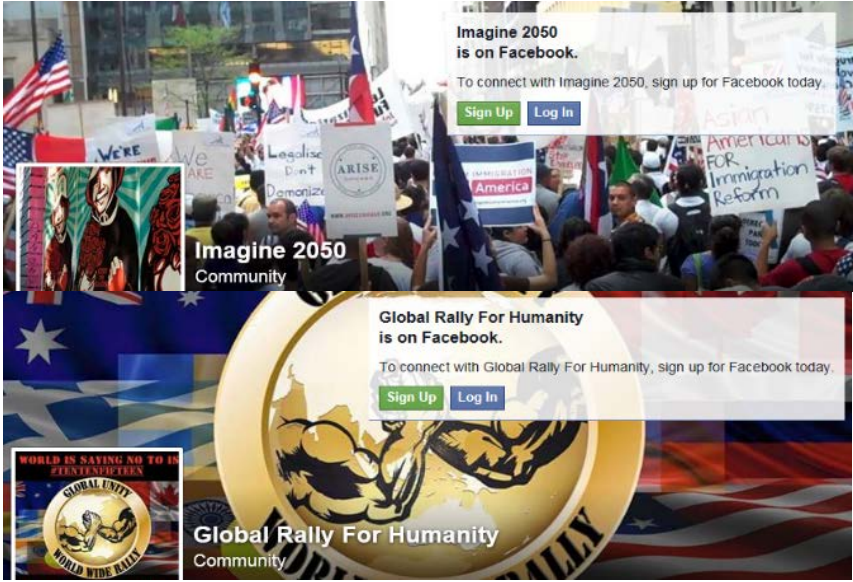 Imagine 2050
is on Facebook.
To connect with Imagine 2050, sign up for Facebook today.
Sign Up Log In
WE'RE
We
ARE
Legalise
Don't
Demonize
ARISE
IMMIGRATION
America
Asian
Americans
FOR
Immigration
Reform
Imagine 2050
Community
Global Rally For Humanity
is on Facebook.
To connect with Global Rally For Humanity, sign up for Facebook today.
Sign Up Log In
WORLD IS SAYING NO TO IS
#TENTENFIFTEEN
GLOBAL UNITY
WORLD WIDE RALLY
Global Rally For Humanity
Community